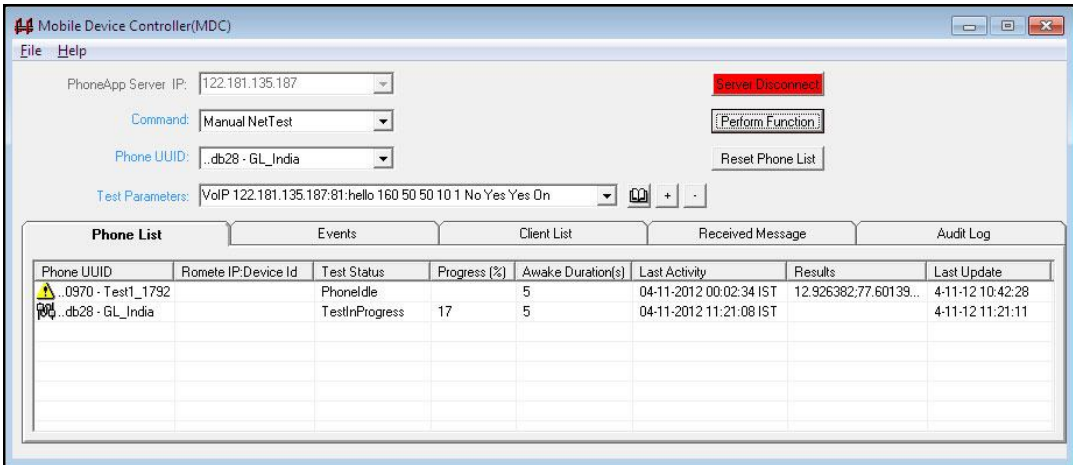 Mobile Device Controller(MDC)
File Help
PhoneApp Server IP: 122.181.135.187 Server Disconnect
Command: Manual NetTest Perform Function
Phone UUID: ..db28 - GL_India Reset Phone List
Test Parameters: VoIP 122.181.135.187:81:hello 160 50 50 10 1 No Yes Yes On + -
Phone List Events Client List Received Message Audit Log
Phone UUID Romete IP:Device Id Test Status Progress (%) Awake Duration(s) Last Activity Results Last Update
..0970 - Test1_1792 PhoneIdle 5 04-11-2012 00:02:34 IST 12.926382;77.60139... 4-11-12 10:42:28
..db28 - GL_India TestInProgress 17 5 04-11-2012 11:21:08 IST 4-11-12 11:21:11